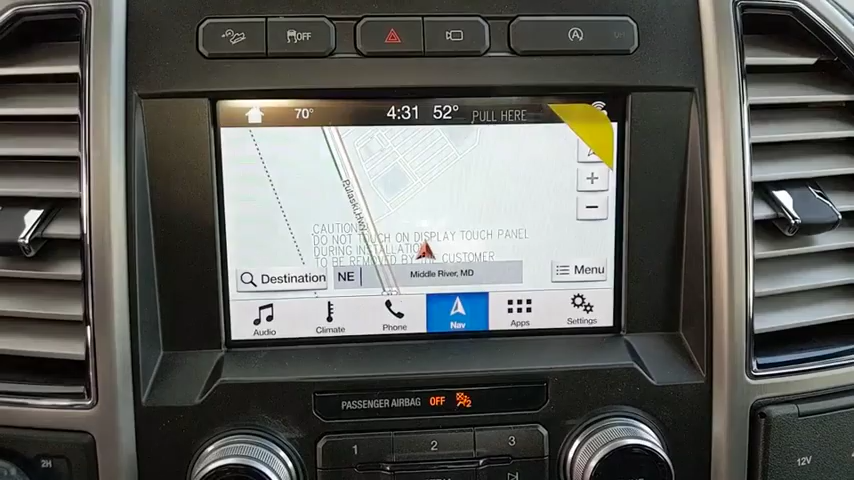 OFF
A
70°
4:31
52°
PULL HERE
Pulaski Hwy
CAUTION:
DO NOT TOUCH ON DISPLAY TOUCH PANEL
DURING INSTALLATION
TO BE REMOVED BY CUSTOMER
Destination
NE
Middle River, MD
Menu
Audio
Climate
Phone
Nav
Apps
Settings
PASSENGER AIRBAG OFF
2
1
2
3
2H
12V